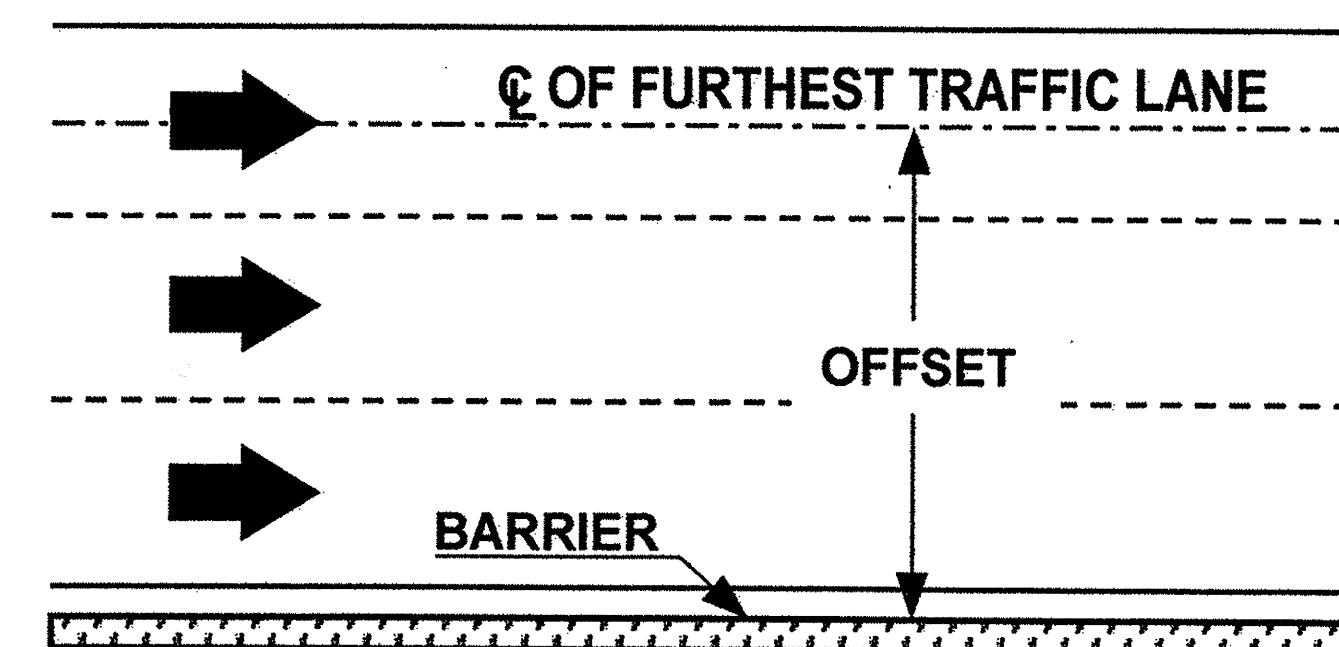 ℄ OF FURTHEST TRAFFIC LANE
OFFSET
BARRIER